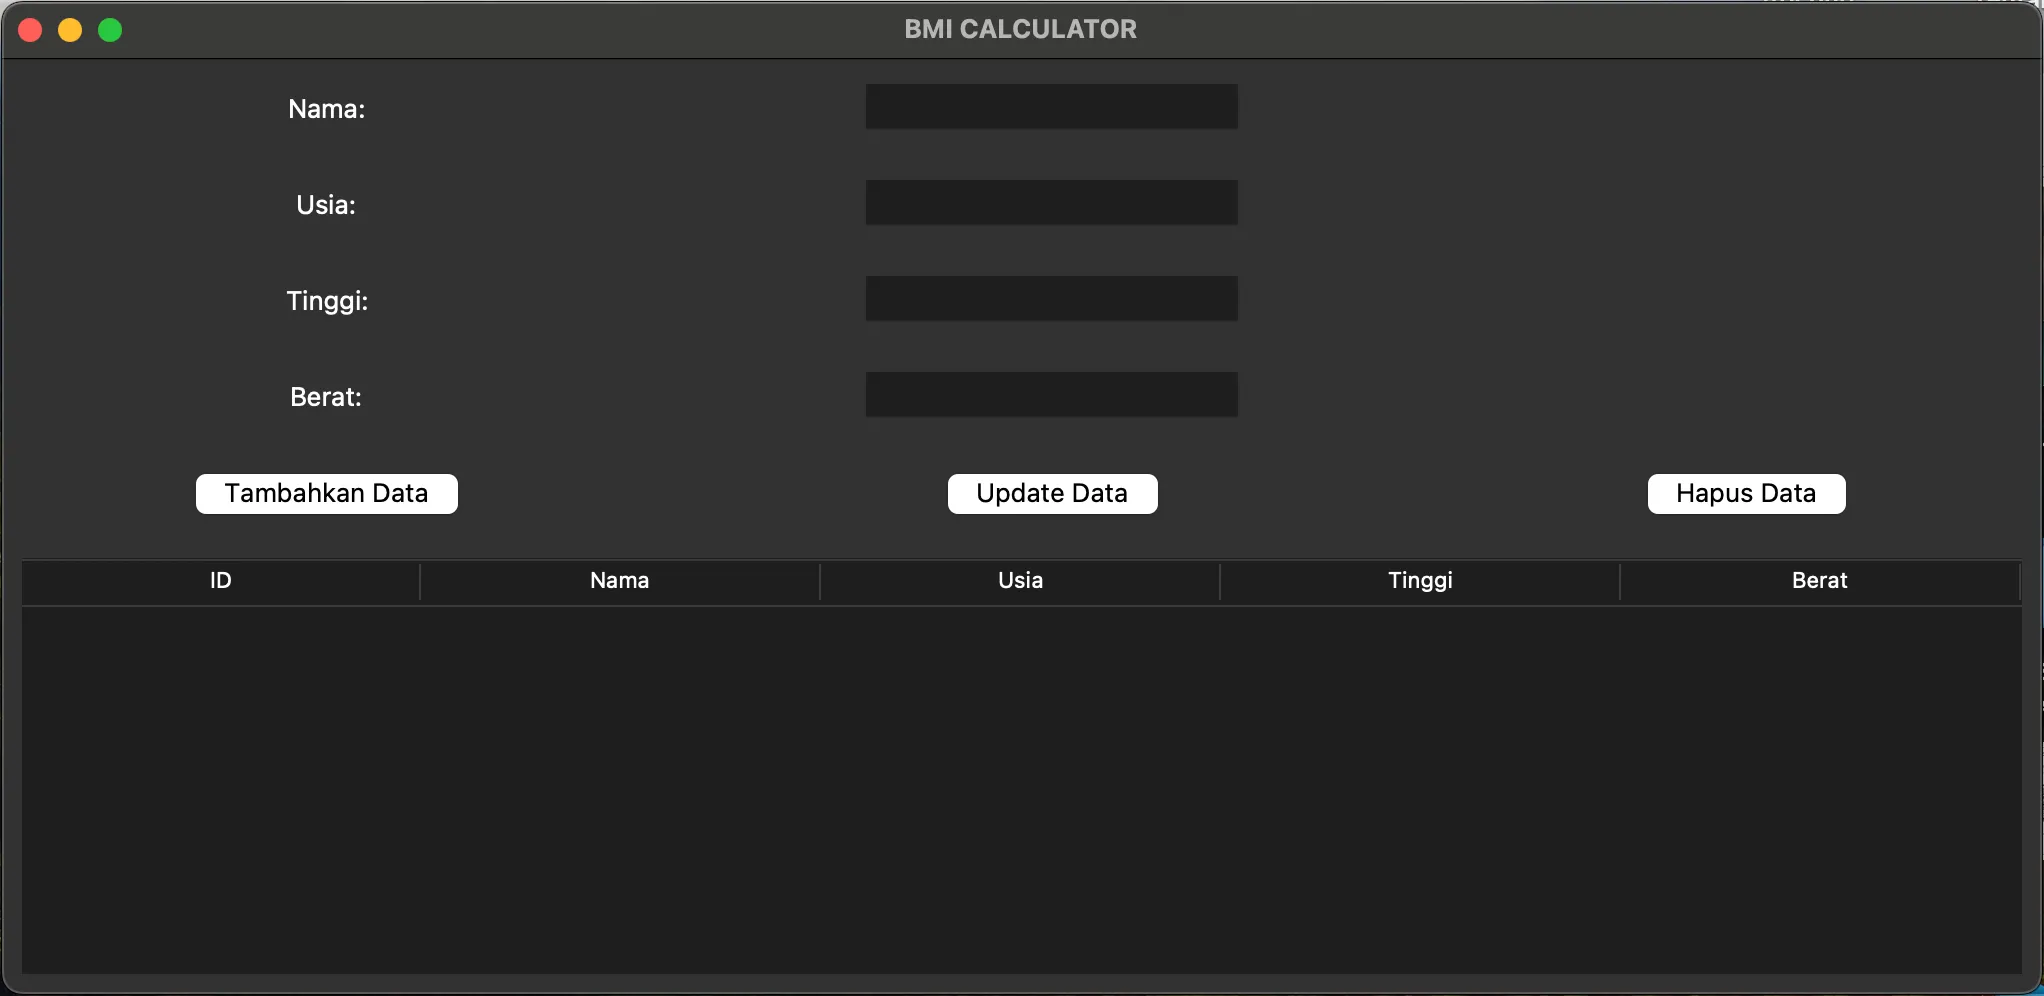 BMI CALCULATOR
Nama:
Usia:
Tinggi:
Berat:
Tambahkan Data Update Data Hapus Data
ID Nama Usia Tinggi Berat